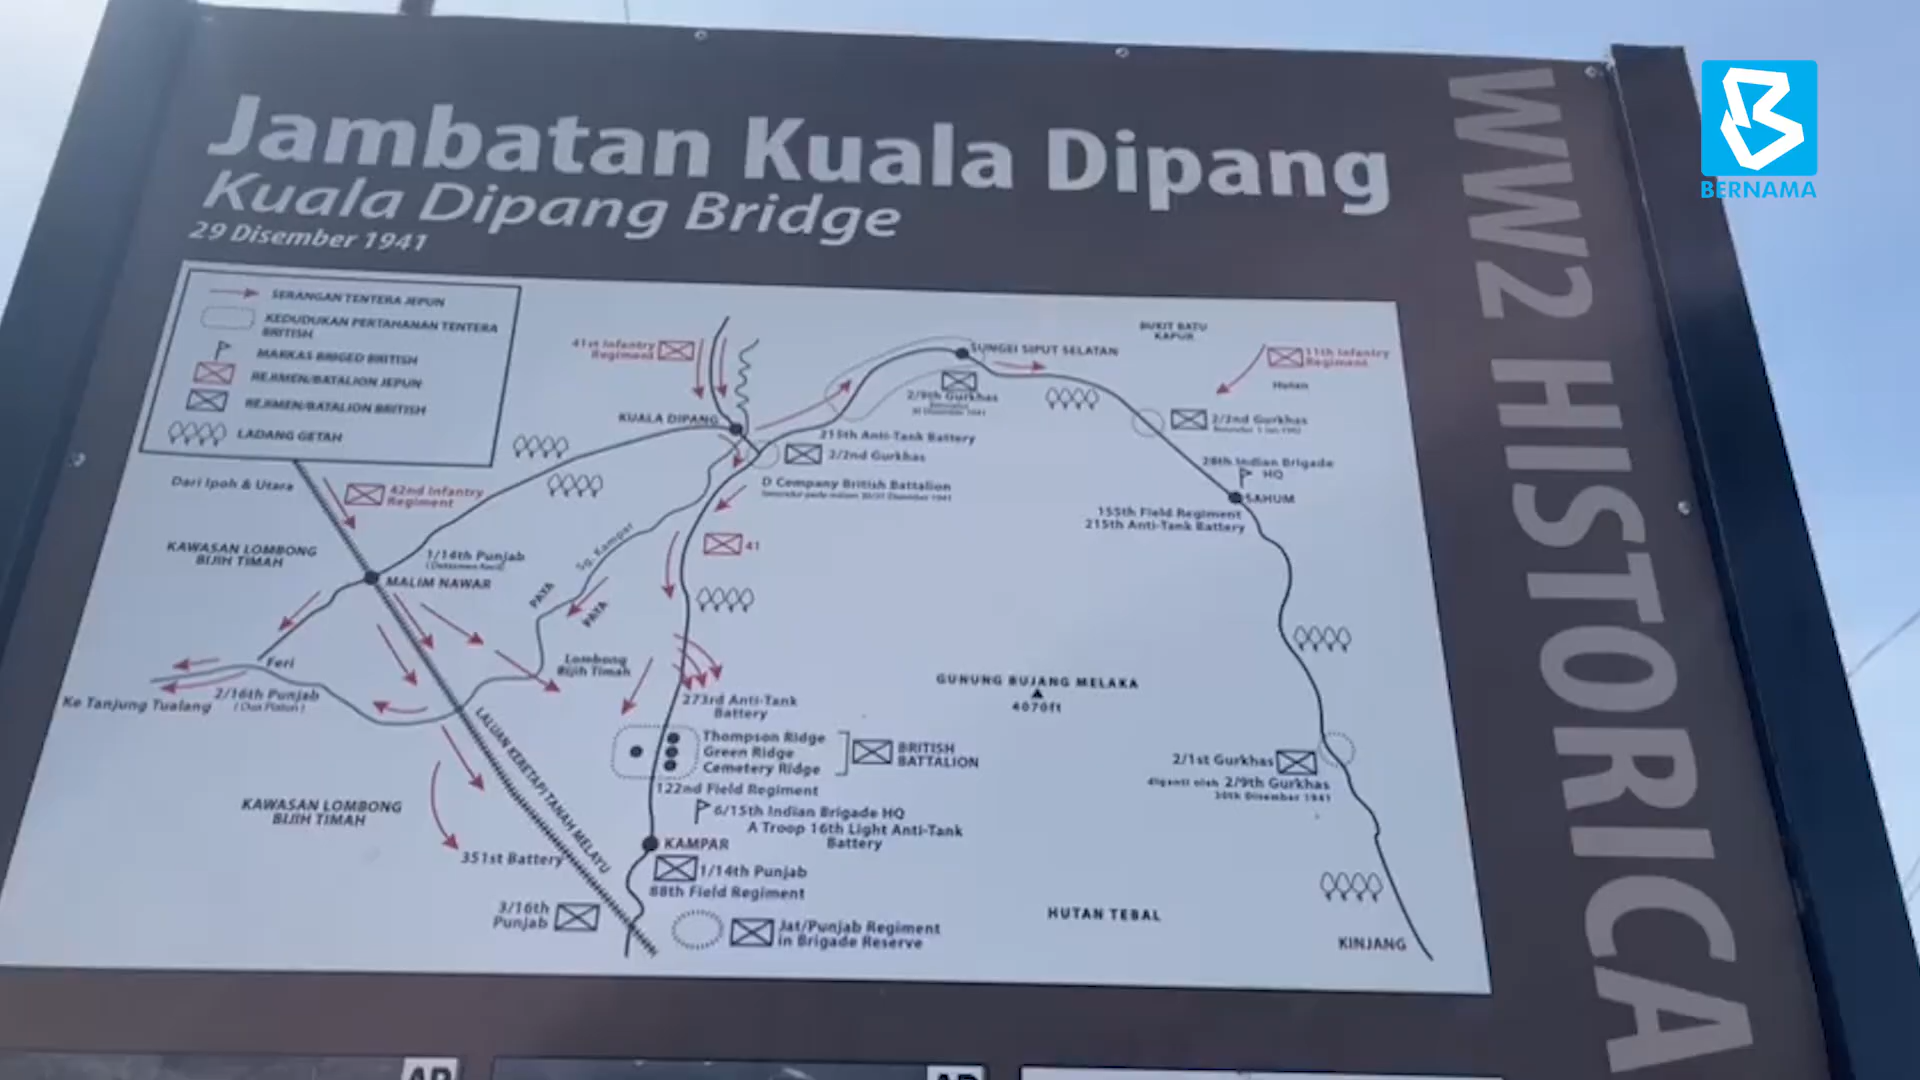 BERNAMA
Jambatan Kuala Dipang
Kuala Dipang Bridge
29 Disember 1941
WW2 HISTORICA
SERANGAN TENTERA JEPUN
KEDUDUKAN PERTAHANAN TENTERA
BRITISH
MARKAS BRIGED BRITISH
REJIMEN/BATALION JEPUN
REJIMEN/BATALION BRITISH
LADANG GETAH
41st Infantry
Regiment
SUNGEI SIPUT SELATAN
BUKIT BATU
KAPUR
11th Infantry
Regiment
Hutan
2/9th Gurkhas
KUALA DIPANG
2/2nd Gurkhas
215th Anti-Tank Battery
2/2nd Gurkhas
28th Indian Brigade
HQ
SAHUM
155th Field Regiment
215th Anti-Tank Battery
D Company British Battalion
Dari Ipoh & Utara
42nd Infantry
Regiment
41
Sg. Kampar
KAWASAN LOMBONG
BIJIH TIMAH
1/14th Punjab
MALIM NAWAR
PAYA
PAYA
Lombong
Bijih Timah
Feri
2/16th Punjab
(Dua Platun)
Ke Tanjung Tualang
273rd Anti-Tank
Battery
GUNUNG BUJANG MELAKA
4070ft
LALUAN KERETAPI TANAH MELAYU
Thompson Ridge
Green Ridge
Cemetery Ridge
BRITISH
BATTALION
2/1st Gurkhas
diganti oleh 2/9th Gurkhas
30th Disember 1941
122nd Field Regiment
6/15th Indian Brigade HQ
A Troop 16th Light Anti-Tank
Battery
KAWASAN LOMBONG
BIJIH TIMAH
KAMPAR
351st Battery
1/14th Punjab
88th Field Regiment
3/16th
Punjab
Jat/Punjab Regiment
in Brigade Reserve
HUTAN TEBAL
KINJANG